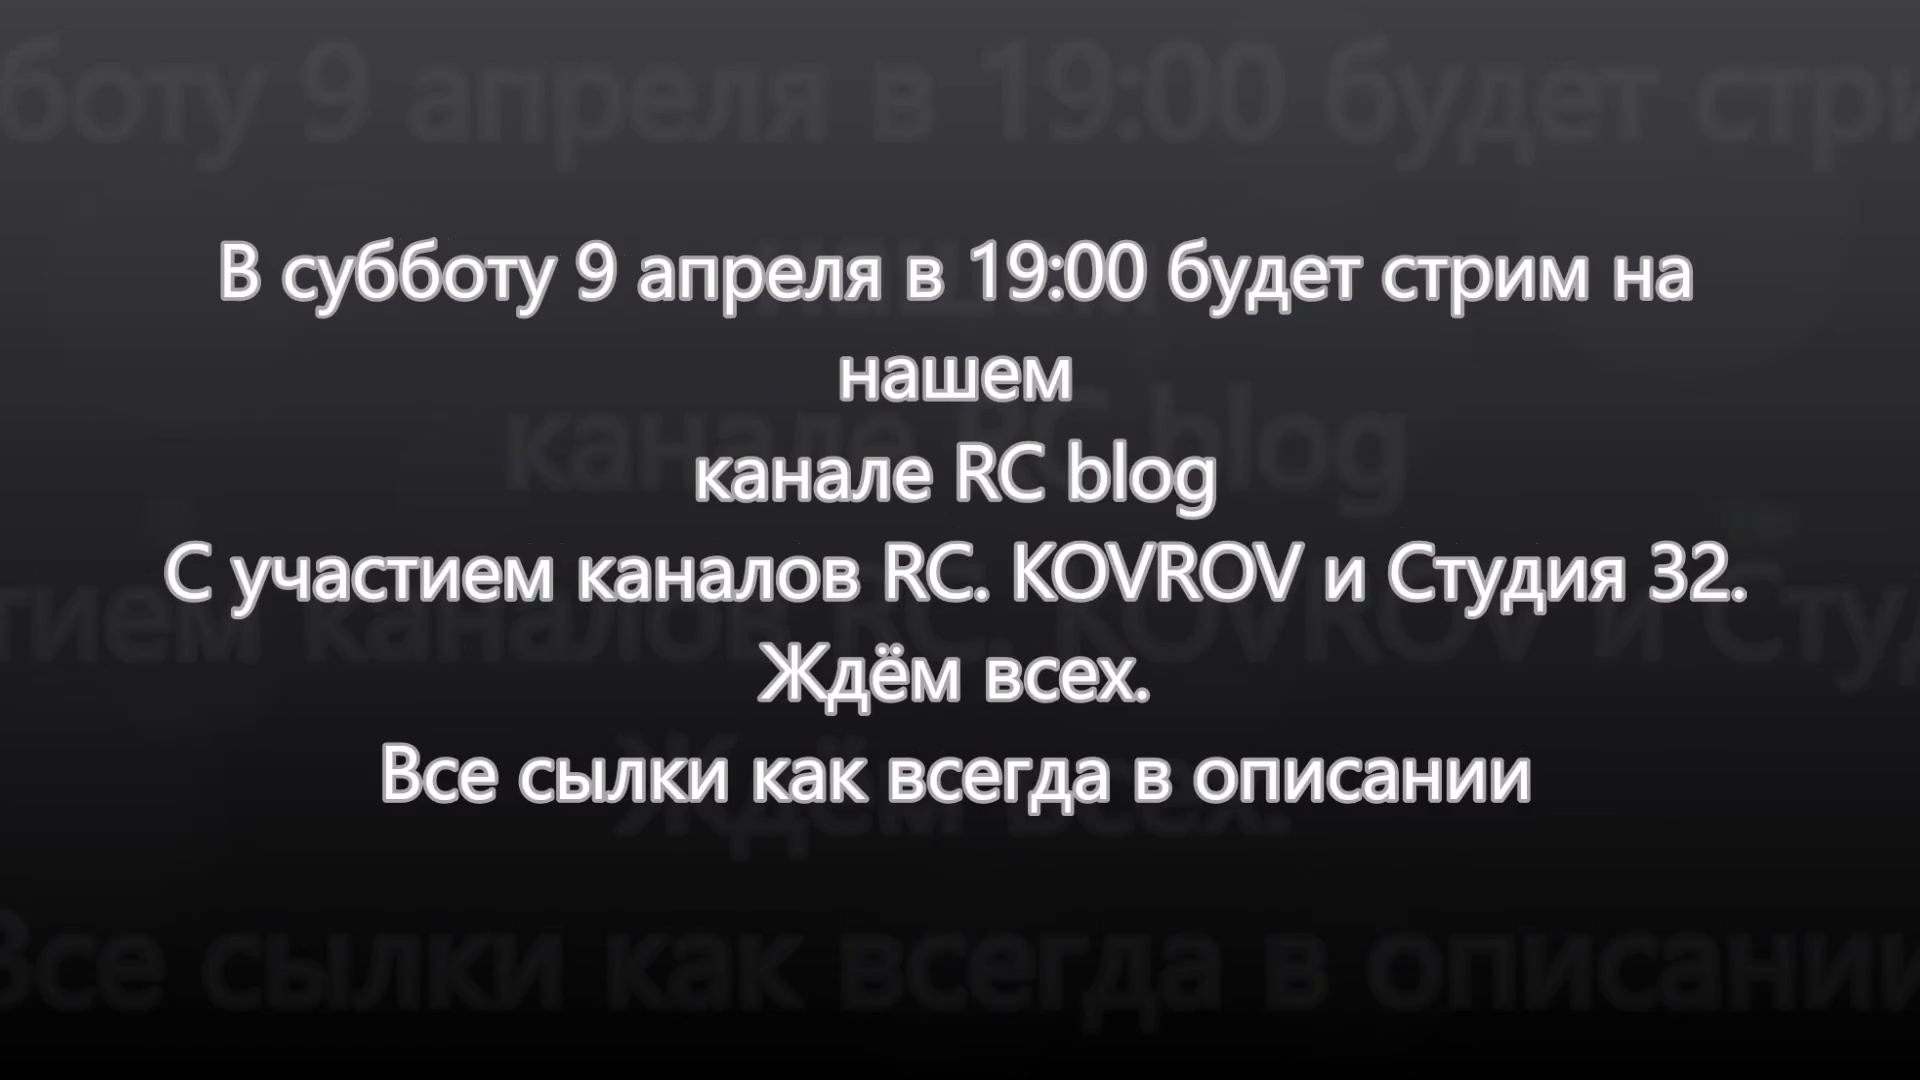 В субботу 9 апреля в 19:00 будет стрим на
нашем
канале RC blog
С участием каналов RC. KOVROV и Студия 32.
Ждём всех.
Все сылки как всегда в описании